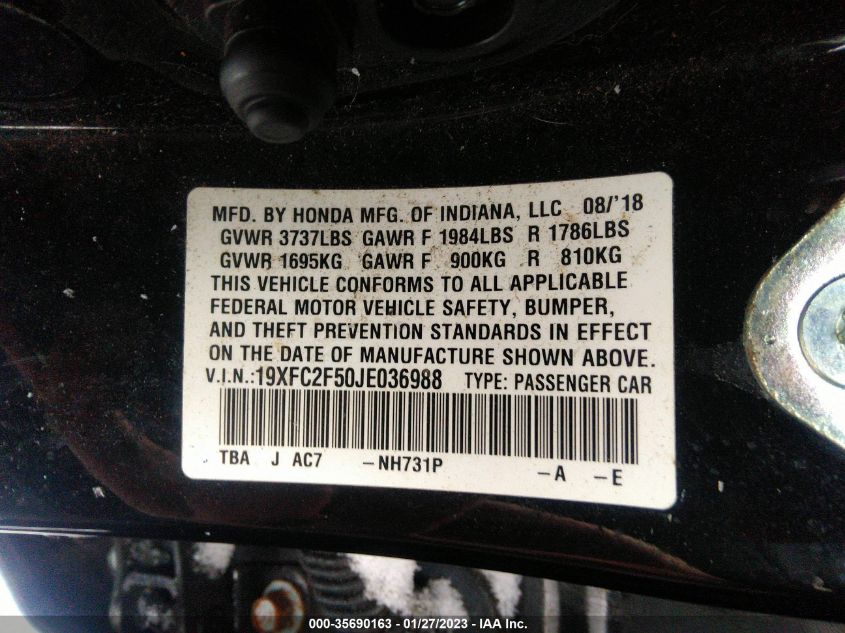 MFD. BY HONDA MFG. OF INDIANA, LLC 08/'18
GVWR 3737LBS GAWR F 1984LBS R 1786LBS
GVWR 1695KG GAWR F 900KG R 810KG
THIS VEHICLE CONFORMS TO ALL APPLICABLE
FEDERAL MOTOR VEHICLE SAFETY, BUMPER,
AND THEFT PREVENTION STANDARDS IN EFFECT
ON THE DATE OF MANUFACTURE SHOWN ABOVE.
V.I.N.:19XFC2F50JE036988 TYPE: PASSENGER CAR
TBA J AC7 -NH731P -A -E
000-35690163 - 01/27/2023 - IAA Inc.